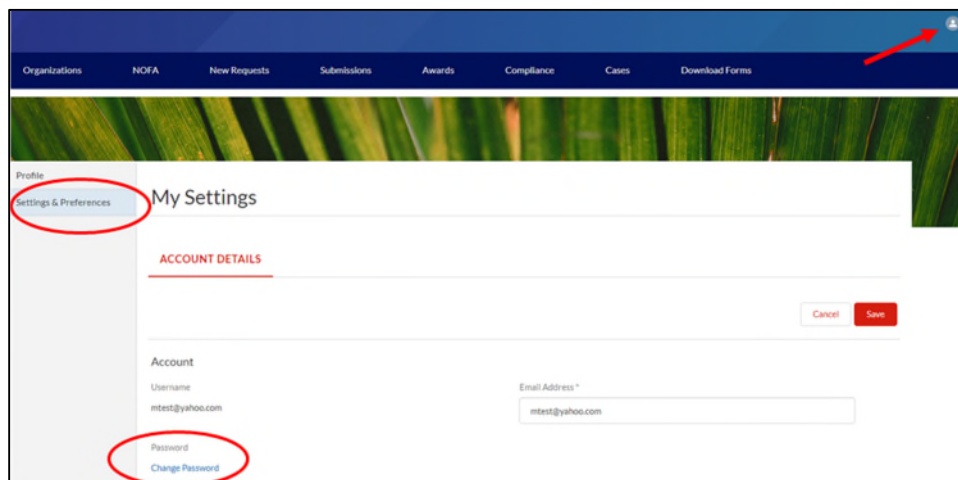 Organizations NOFA New Requests Submissions Awards Compliance Cases Download Forms
Profile
Settings & Preferences
My Settings
ACCOUNT DETAILS
Cancel Save
Account
Username
Email Address *
mtest@yahoo.com
mtest@yahoo.com
Password
Change Password